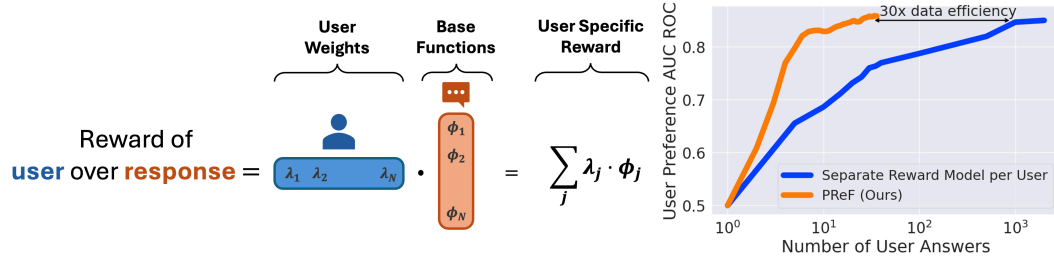 User
Weights
Base
Functions
User Specific
Reward
Reward of
user over response =
λ1 λ2 λN
·
ϕ1
ϕ2
ϕN
=
∑j λj · ϕj
User Preference AUC ROC
0.8
0.7
0.6
0.5
30x data efficiency
Separate Reward Model per User
PReF (Ours)
10^0 10^1 10^2 10^3
Number of User Answers